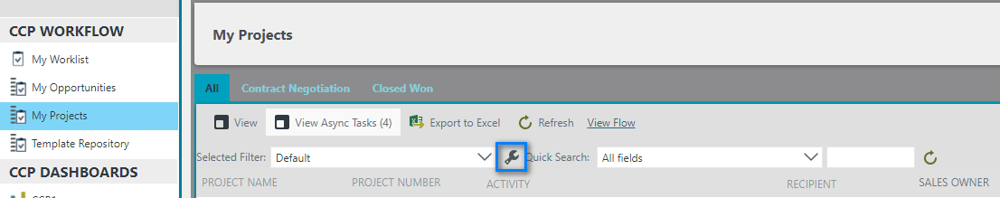 CCP WORKFLOW
My Worklist
My Opportunities
My Projects
Template Repository
CCP DASHBOARDS
My Projects
All Contract Negotiation Closed Won
View View Async Tasks (4) Export to Excel Refresh View Flow
Selected Filter: Default Quick Search: All fields
PROJECT NAME PROJECT NUMBER ACTIVITY RECIPIENT SALES OWNER